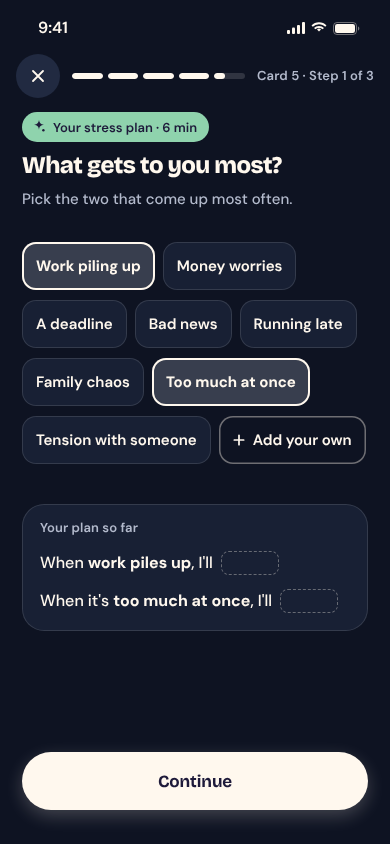 9:41
Card 5 · Step 1 of 3
Your stress plan · 6 min
What gets to you most?
Pick the two that come up most often.
Work piling up
Money worries
A deadline
Bad news
Running late
Family chaos
Too much at once
Tension with someone
+ Add your own
Your plan so far
When work piles up, I'll
When it's too much at once, I'll
Continue